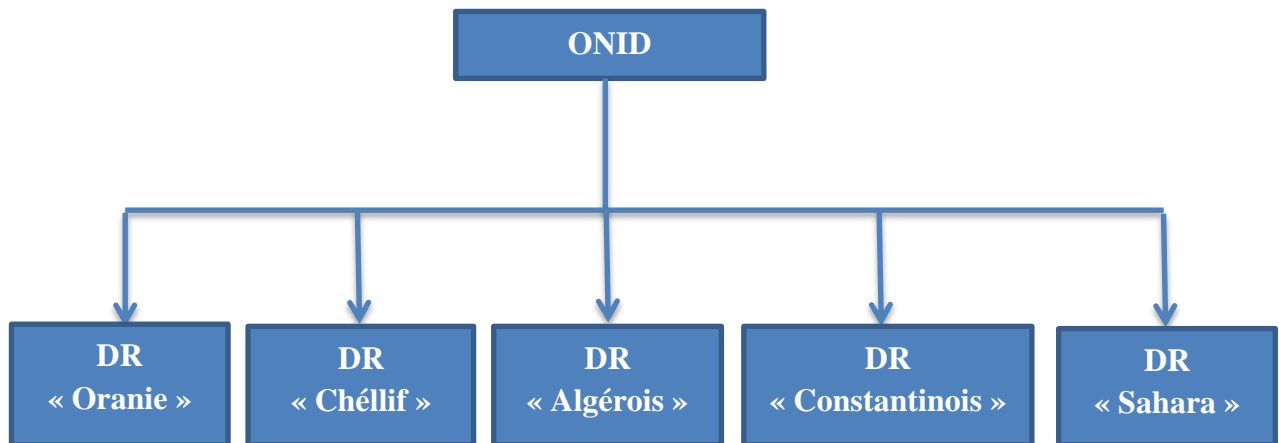 ONID
DR
« Oranie »
DR
« Chéllif »
DR
« Algérois »
DR
« Constantinois »
DR
« Sahara »